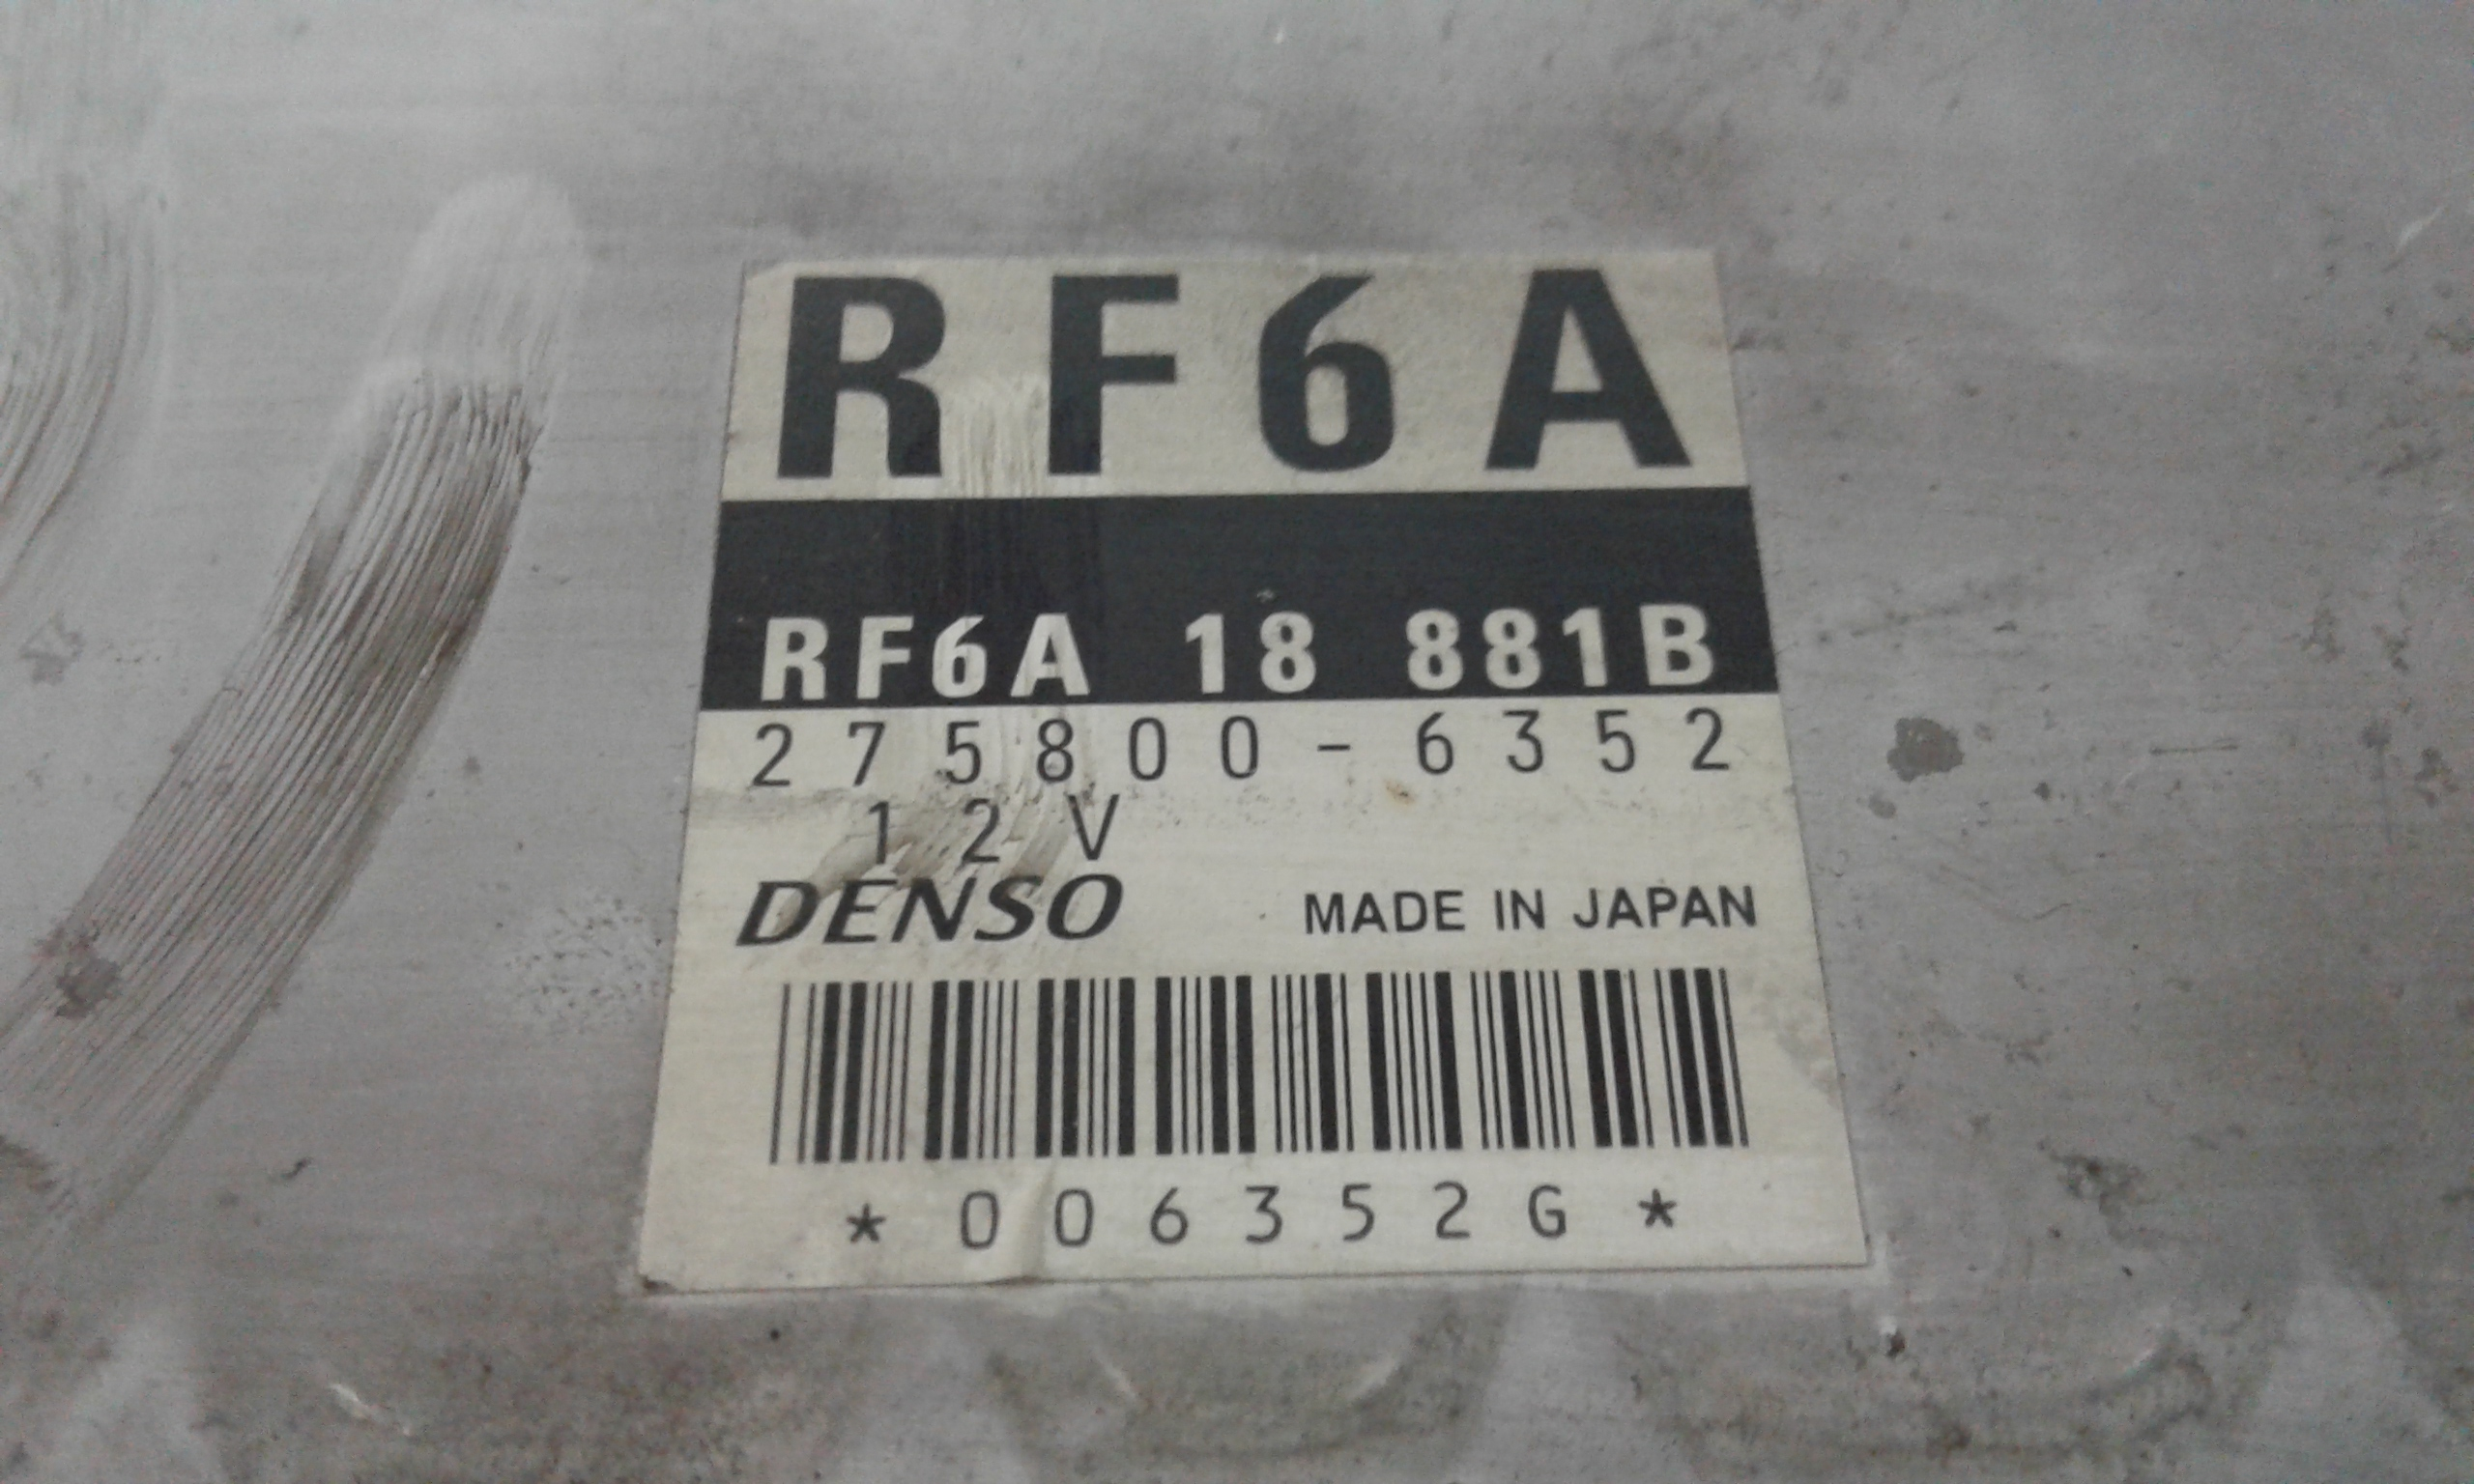 RF6A
RF6A 18 881B
275800-6352
12V
DENSO MADE IN JAPAN
*006352G*